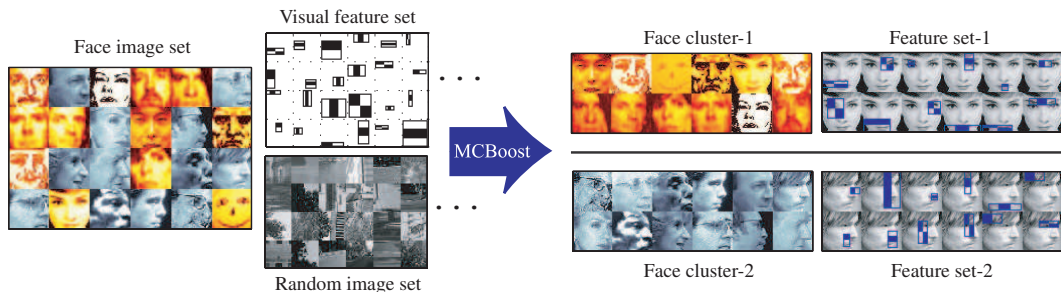 Visual feature set
Face image set
Random image set
MCBoost
Face cluster-1
Feature set-1
Face cluster-2
Feature set-2